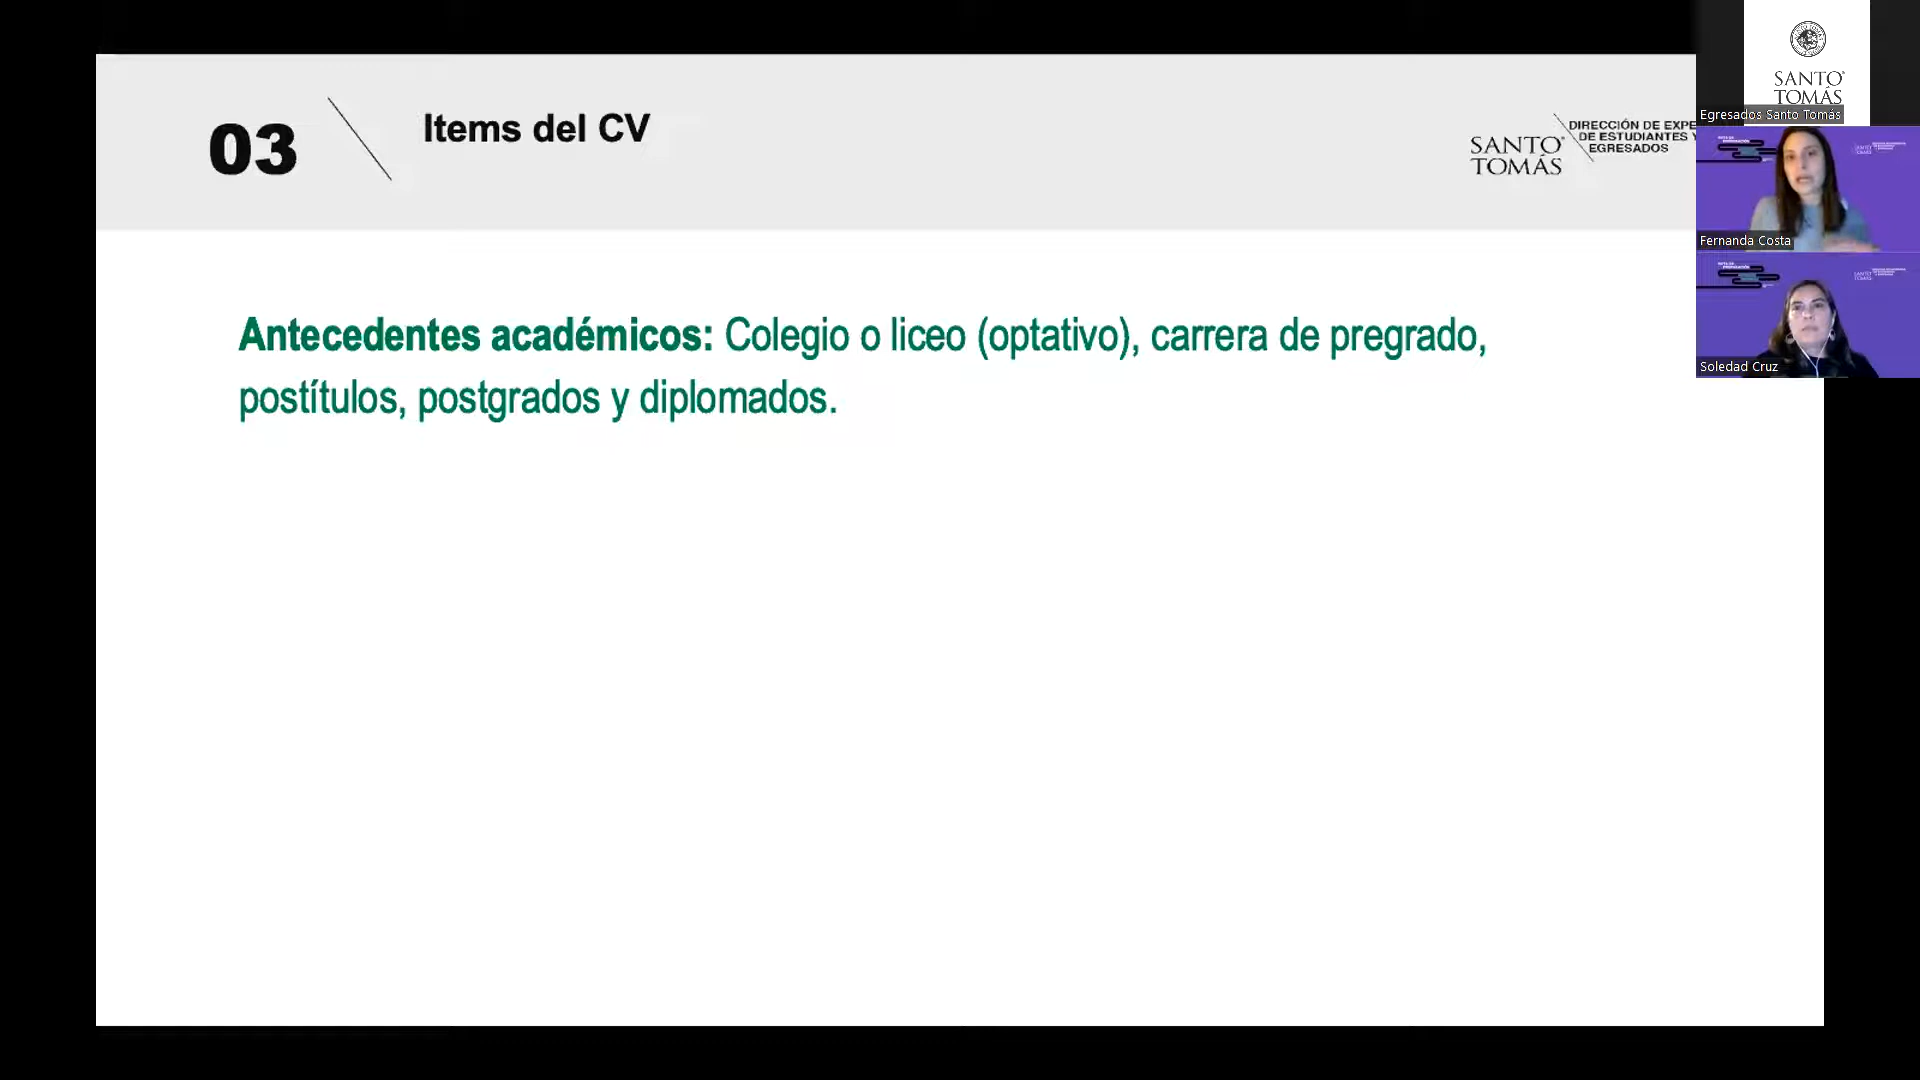 03
Items del CV
SANTO
TOMÁS
DIRECCIÓN DE EXPE
DE ESTUDIANTES Y
EGRESADOS
Antecedentes académicos: Colegio o liceo (optativo), carrera de pregrado,
postítulos, postgrados y diplomados.
SANTO
TOMÁS
Egresados Santo Tomás
Fernanda Costa
Soledad Cruz